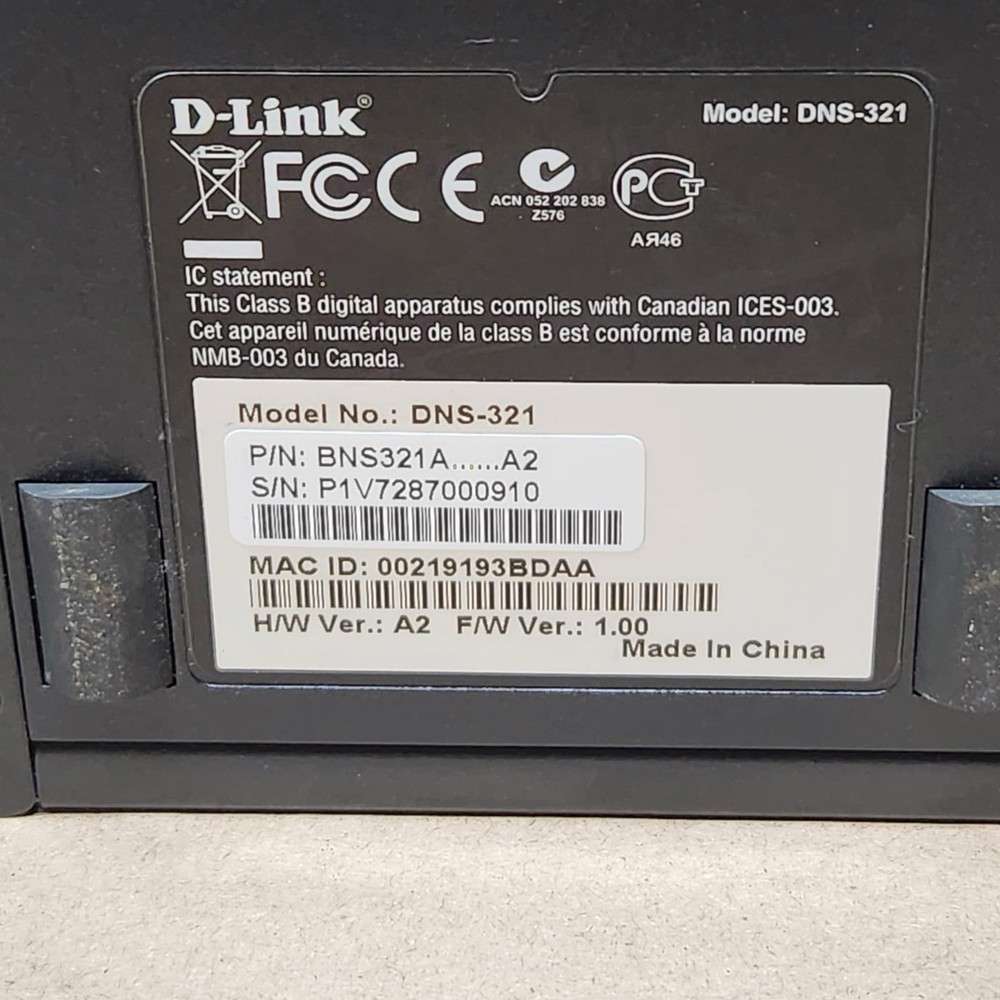 D-Link®
Model: DNS-321
FCC CE
ACN 052 202 838
Z576
PCT
АЯ46
IC statement :
This Class B digital apparatus complies with Canadian ICES-003.
Cet appareil numérique de la class B est conforme à la norme
NMB-003 du Canada.
Model No.: DNS-321
P/N: BNS321A......A2
S/N: P1V7287000910
MAC ID: 00219193BDAA
H/W Ver.: A2 F/W Ver.: 1.00
Made In China